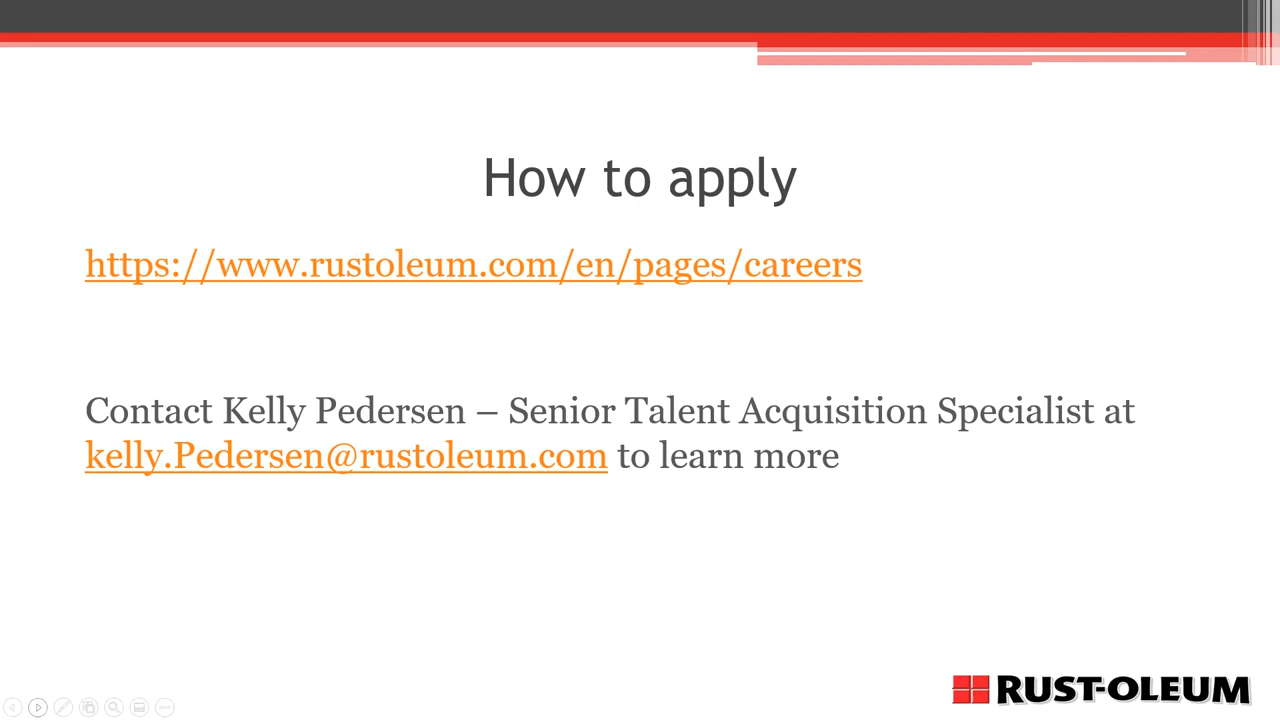 How to apply
https://www.rustoleum.com/en/pages/careers
Contact Kelly Pedersen – Senior Talent Acquisition Specialist at
kelly.Pedersen@rustoleum.com to learn more
RUST-OLEUM